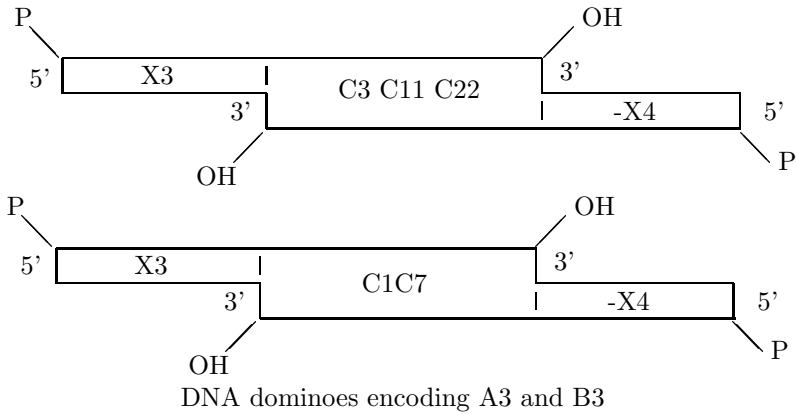 P OH
5' X3 C3 C11 C22 3'
3' -X4 5'
OH P
P OH
5' X3 C1C7 3'
3' -X4 5'
OH P
DNA dominoes encoding A3 and B3